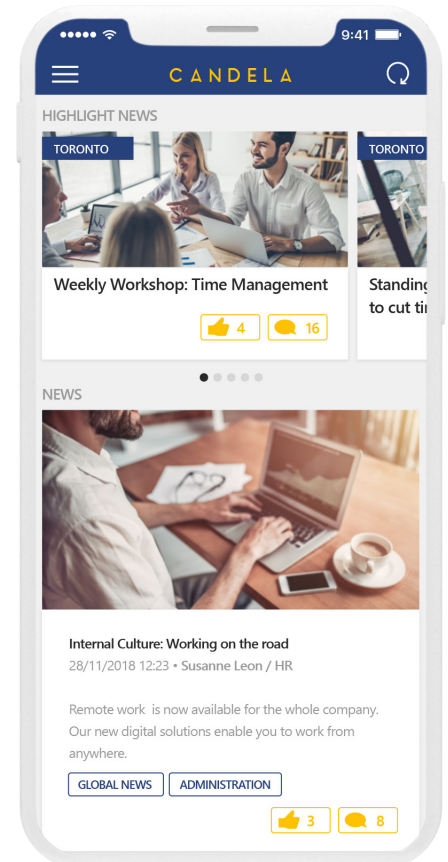 9:41
CANDELA
HIGHLIGHT NEWS
TORONTO
TORONTO
Weekly Workshop: Time Management
Standing
to cut
4
16
NEWS
Internal Culture: Working on the road
28/11/2018 12:23 • Susanne Leon / HR
Remote work is now available for the whole company.
Our new digital solutions enable you to work from
anywhere.
GLOBAL NEWS
ADMINISTRATION
3
8